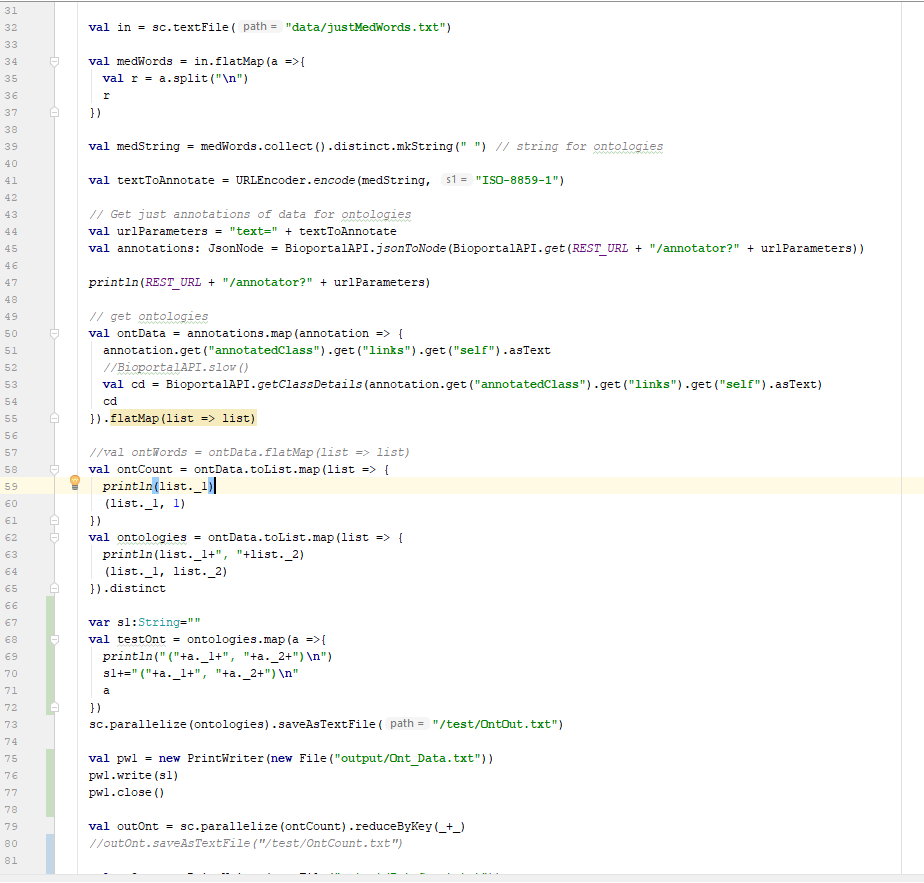 31
32 val in = sc.textFile( path = "data/justMedWords.txt")
33
34 val medWords = in.flatMap(a =>{
35 val r = a.split("\n")
36 r
37 })
38
39 val medString = medWords.collect().distinct.mkString(" ") // string for ontologies
40
41 val textToAnnotate = URLEncoder.encode(medString, s1 = "ISO-8859-1")
42
43 // Get just annotations of data for ontologies
44 val urlParameters = "text=" + textToAnnotate
45 val annotations: JsonNode = BioportalAPI.jsonToNode(BioportalAPI.get(REST_URL + "/annotator?" + urlParameters))
46
47 println(REST_URL + "/annotator?" + urlParameters)
48
49 // get ontologies
50 val ontData = annotations.map(annotation => {
51 annotation.get("annotatedClass").get("links").get("self").asText
52 //BioportalAPI.slow()
53 val cd = BioportalAPI.getClassDetails(annotation.get("annotatedClass").get("links").get("self").asText)
54 cd
55 }).flatMap(list => list)
56
57 //val ontWords = ontData.flatMap(list => list)
58 val ontCount = ontData.toList.map(list => {
59 println(list._1)
60 (list._1, 1)
61 })
62 val ontologies = ontData.toList.map(list => {
63 println(list._1+", "+list._2)
64 (list._1, list._2)
65 }).distinct
66
67 var s1:String=""
68 val testOnt = ontologies.map(a =>{
69 println("("+a._1+", "+a._2+")\n")
70 s1+="("+a._1+", "+a._2+")\n"
71 a
72 })
73 sc.parallelize(ontologies).saveAsTextFile( path = "/test/OntOut.txt")
74
75 val pw1 = new PrintWriter(new File("output/Ont_Data.txt"))
76 pw1.write(s1)
77 pw1.close()
78
79 val outOnt = sc.parallelize(ontCount).reduceByKey(_+_)
80 //outOnt.saveAsTextFile("/test/OntCount.txt")
81